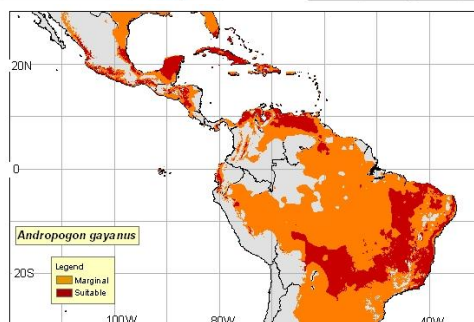 20N
0
Andropogon gayanus
Legend
Marginal
Suitable
20S
100W
80W
40W